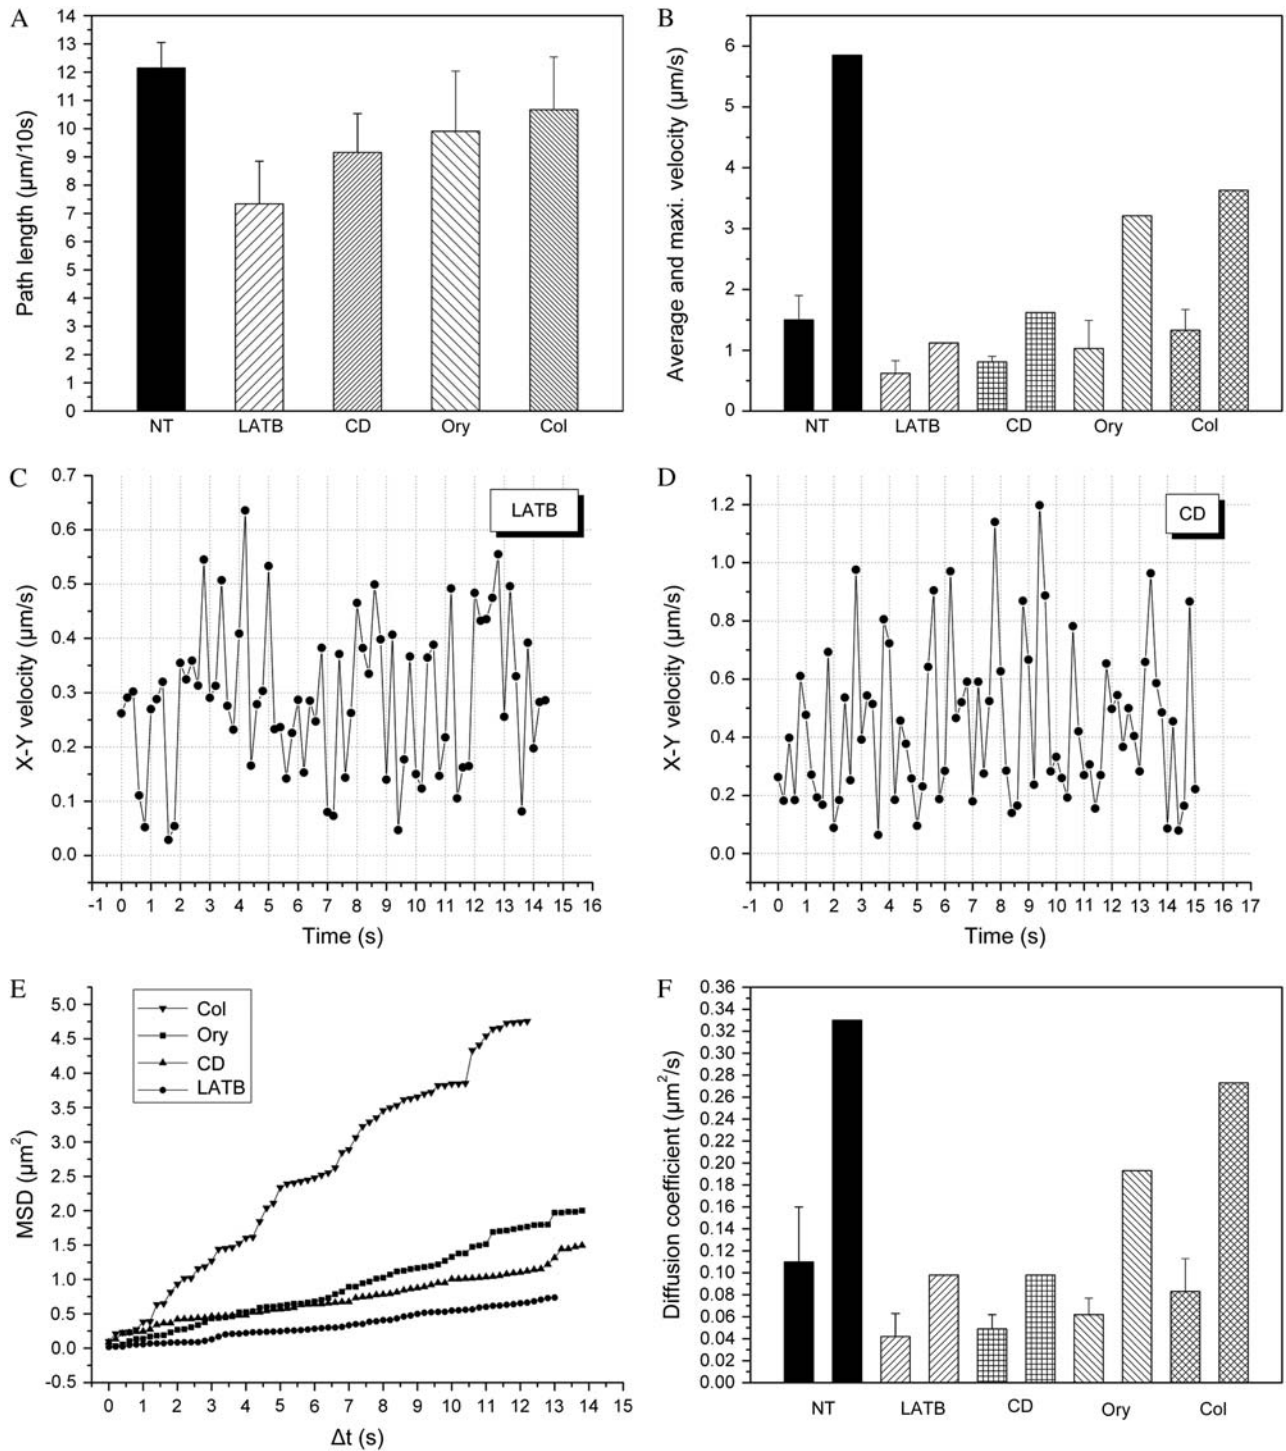 A
Path length (µm/10s)
14
13
12
11
10
9
8
7
6
5
4
3
2
1
0
NT LATB CD Ory Col
B
Average and maxi. velocity (µm/s)
6
5
4
3
2
1
0
NT LATB CD Ory Col
C
X-Y velocity (µm/s)
0.7
0.6
0.5
0.4
0.3
0.2
0.1
0.0
LATB
-1 0 1 2 3 4 5 6 7 8 9 10 11 12 13 14 15 16
Time (s)
D
X-Y velocity (µm/s)
1.2
1.0
0.8
0.6
0.4
0.2
0.0
CD
-1 0 1 2 3 4 5 6 7 8 9 10 11 12 13 14 15 16 17
Time (s)
E
MSD (µm²)
5.0
4.5
4.0
3.5
3.0
2.5
2.0
1.5
1.0
0.5
0.0
-0.5
Col
Ory
CD
LATB
0 1 2 3 4 5 6 7 8 9 10 11 12 13 14 15
Δt (s)
F
Diffusion coefficient (µm²/s)
0.36
0.34
0.32
0.30
0.28
0.26
0.24
0.22
0.20
0.18
0.16
0.14
0.12
0.10
0.08
0.06
0.04
0.02
0.00
NT LATB CD Ory Col